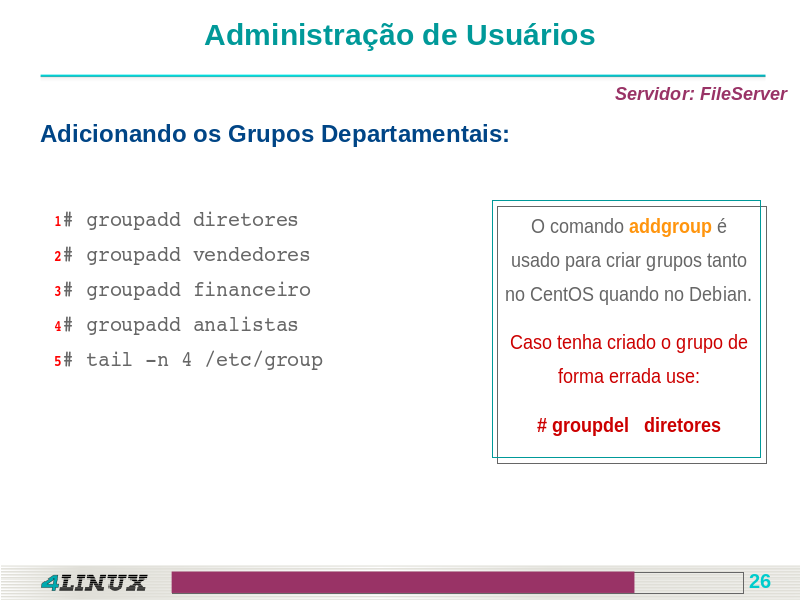 Administração de Usuários
Servidor: FileServer
Adicionando os Grupos Departamentais:
1# groupadd diretores
2# groupadd vendedores
3# groupadd financeiro
4# groupadd analistas
5# tail -n 4 /etc/group
O comando addgroup é
usado para criar grupos tanto
no CentOS quando no Debian.
Caso tenha criado o grupo de
forma errada use:
# groupdel diretores
4LINUX
26